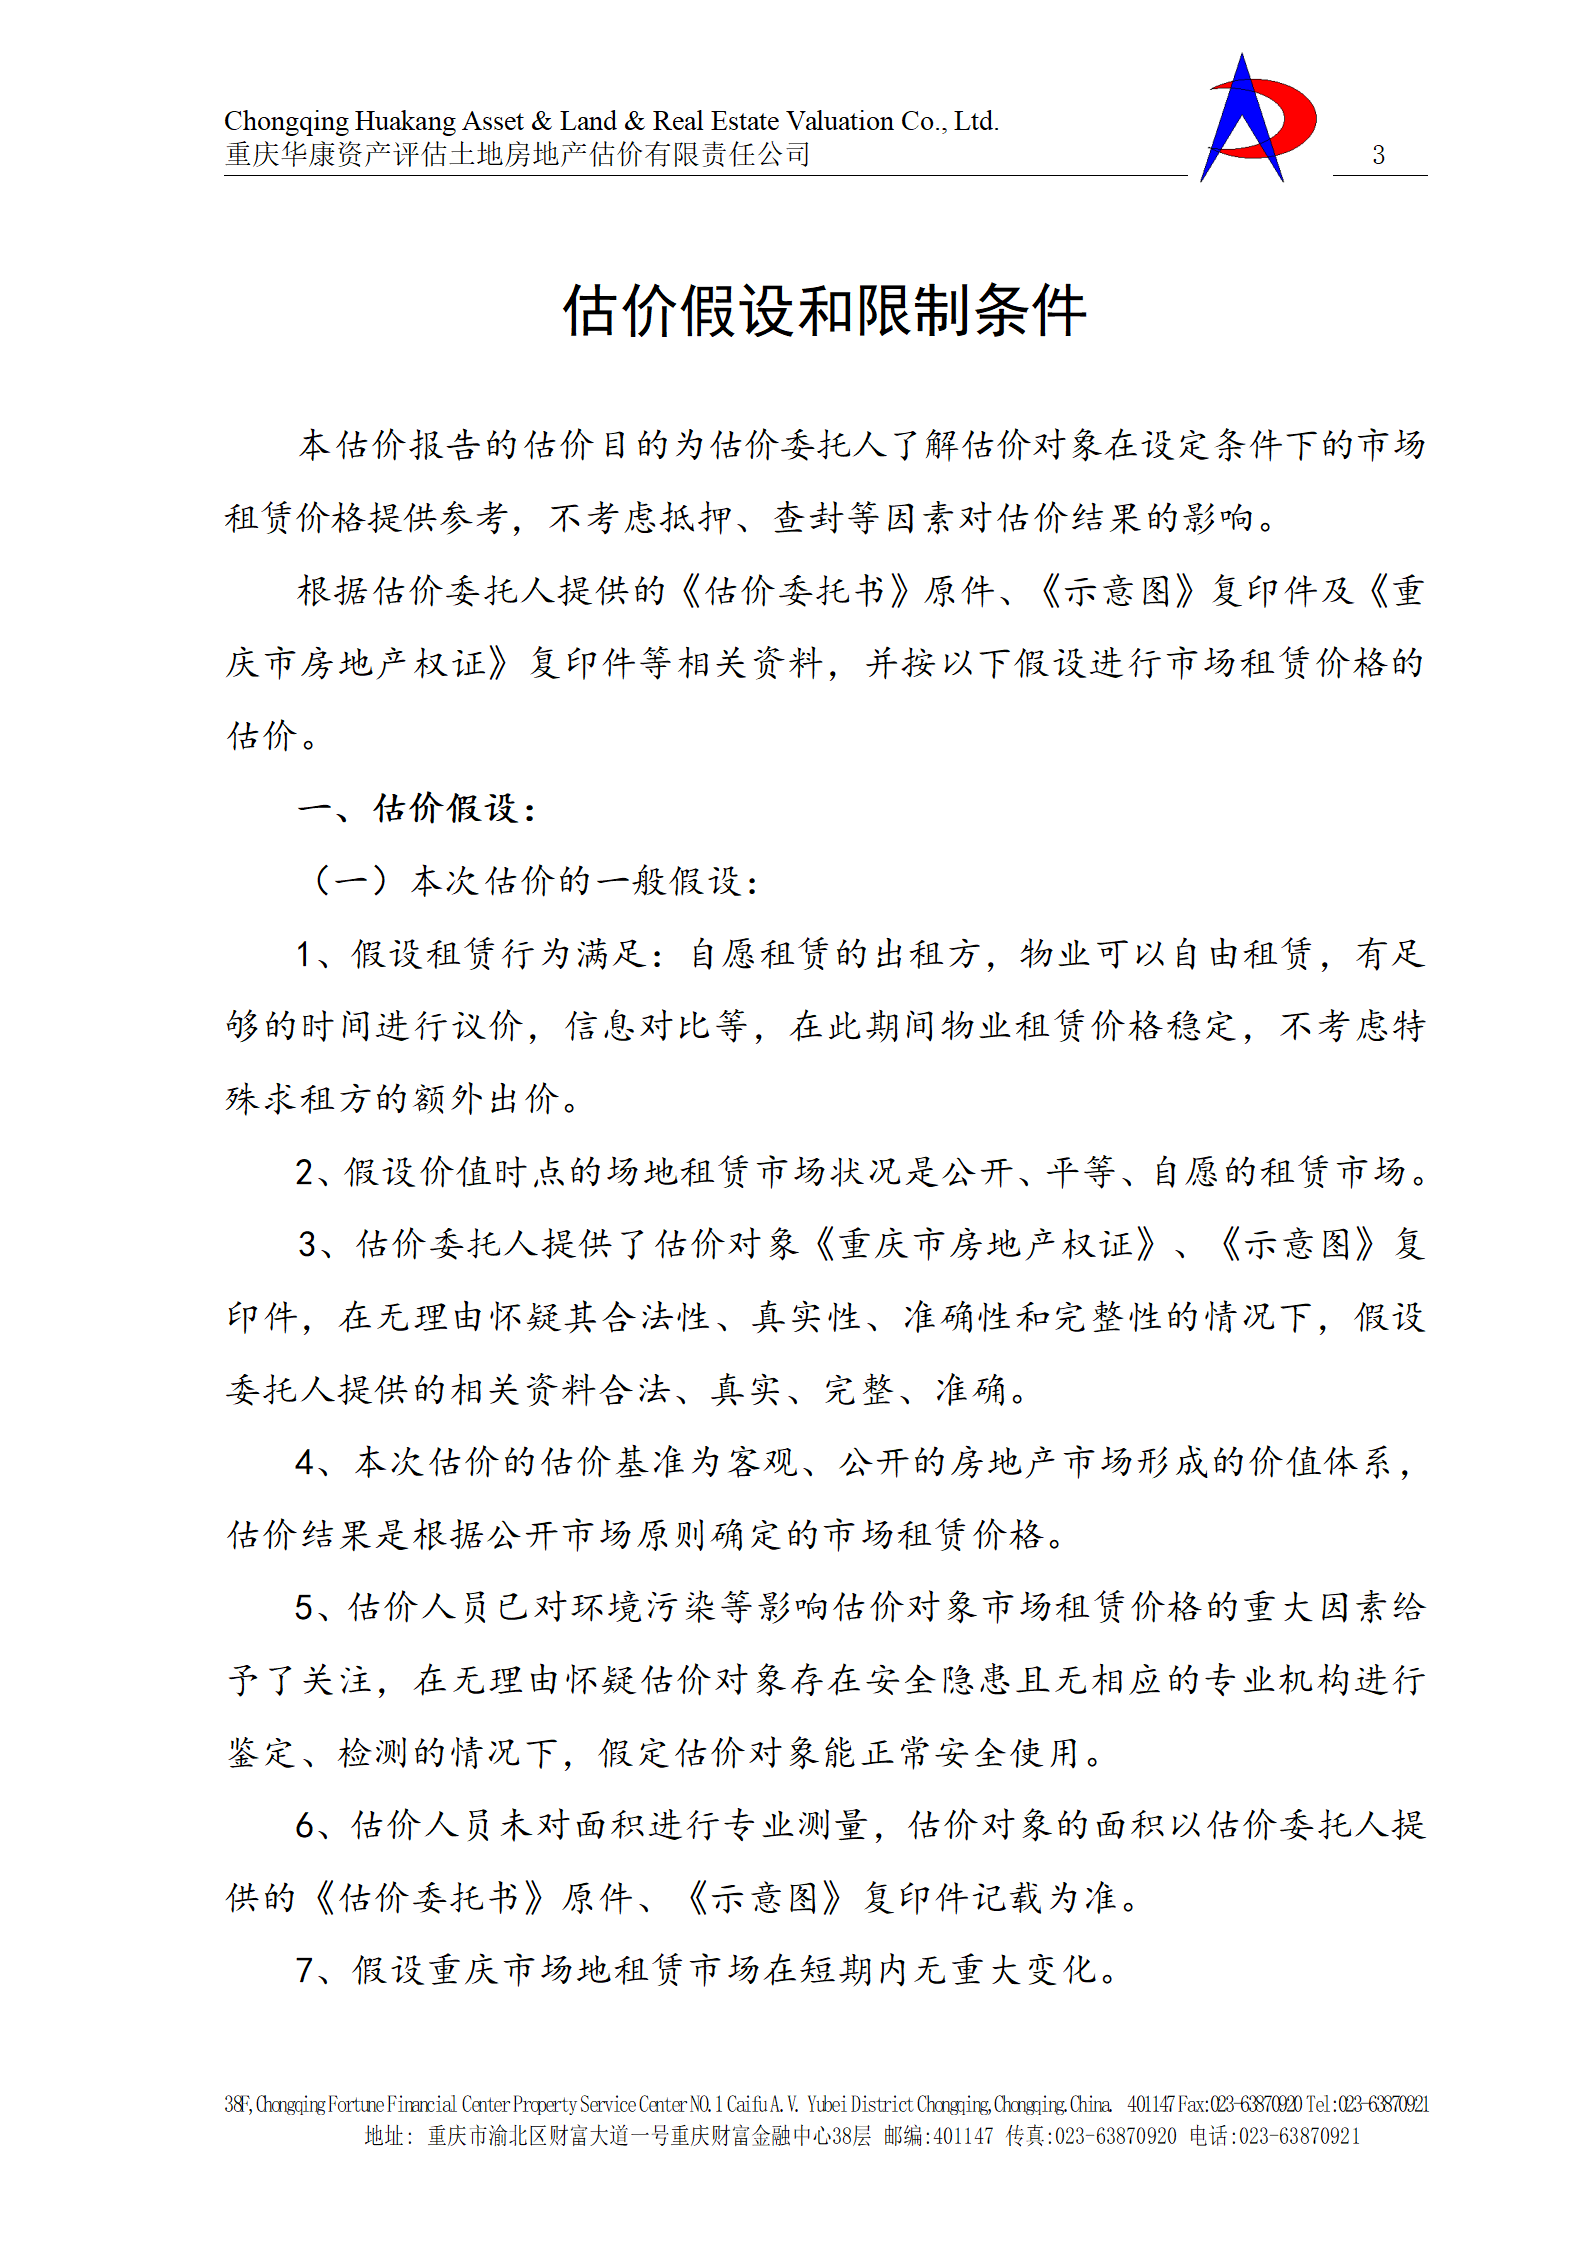 Chongqing Huakang Asset & Land & Real Estate Valuation Co., Ltd.
重庆华康资产评估土地房地产估价有限责任公司
3
估价假设和限制条件
本估价报告的估价目的为估价委托人了解估价对象在设定条件下的市场
租赁价格提供参考，不考虑抵押、查封等因素对估价结果的影响。
根据估价委托人提供的《估价委托书》原件、《示意图》复印件及《重
庆市房地产权证》复印件等相关资料，并按以下假设进行市场租赁价格的
估价。
一、估价假设：
（一）本次估价的一般假设：
1、假设租赁行为满足：自愿租赁的出租方，物业可以自由租赁，有足
够的时间进行议价，信息对比等，在此期间物业租赁价格稳定，不考虑特
殊求租方的额外出价。
2、假设价值时点的场地租赁市场状况是公开、平等、自愿的租赁市场。
3、估价委托人提供了估价对象《重庆市房地产权证》、《示意图》复
印件，在无理由怀疑其合法性、真实性、准确性和完整性的情况下，假设
委托人提供的相关资料合法、真实、完整、准确。
4、本次估价的估价基准为客观、公开的房地产市场形成的价值体系，
估价结果是根据公开市场原则确定的市场租赁价格。
5、估价人员已对环境污染等影响估价对象市场租赁价格的重大因素给
予了关注，在无理由怀疑估价对象存在安全隐患且无相应的专业机构进行
鉴定、检测的情况下，假定估价对象能正常安全使用。
6、估价人员未对面积进行专业测量，估价对象的面积以估价委托人提
供的《估价委托书》原件、《示意图》复印件记载为准。
7、假设重庆市场地租赁市场在短期内无重大变化。
38F, Chongqing Fortune Financial Center Property Service Center NO.1 Caifu A.V. Yubei District Chongqing, Chongqing.China. 401147 Fax:023-63870920 Tel:023-63870921
地址：重庆市渝北区财富大道一号重庆财富金融中心38层 邮编:401147 传真:023-63870920 电话:023-63870921